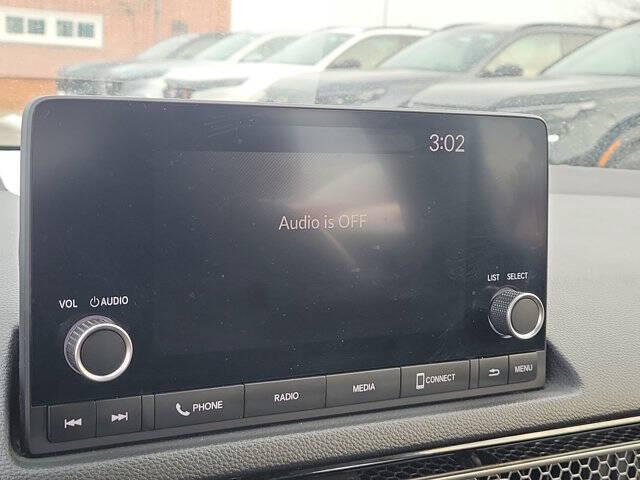 3:02
Audio is OFF
VOL AUDIO
LIST SELECT
PHONE RADIO MEDIA CONNECT MENU